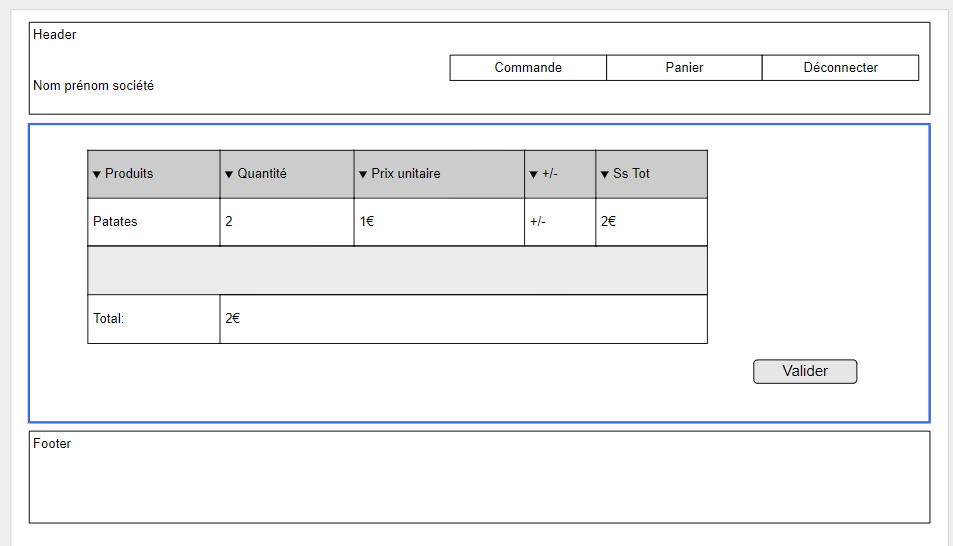 Header
Commande Panier Déconnecter
Nom prénom société
▼ Produits ▼ Quantité ▼ Prix unitaire ▼ +/- ▼ Ss Tot
Patates 2 1€ +/- 2€
Total: 2€
Valider
Footer